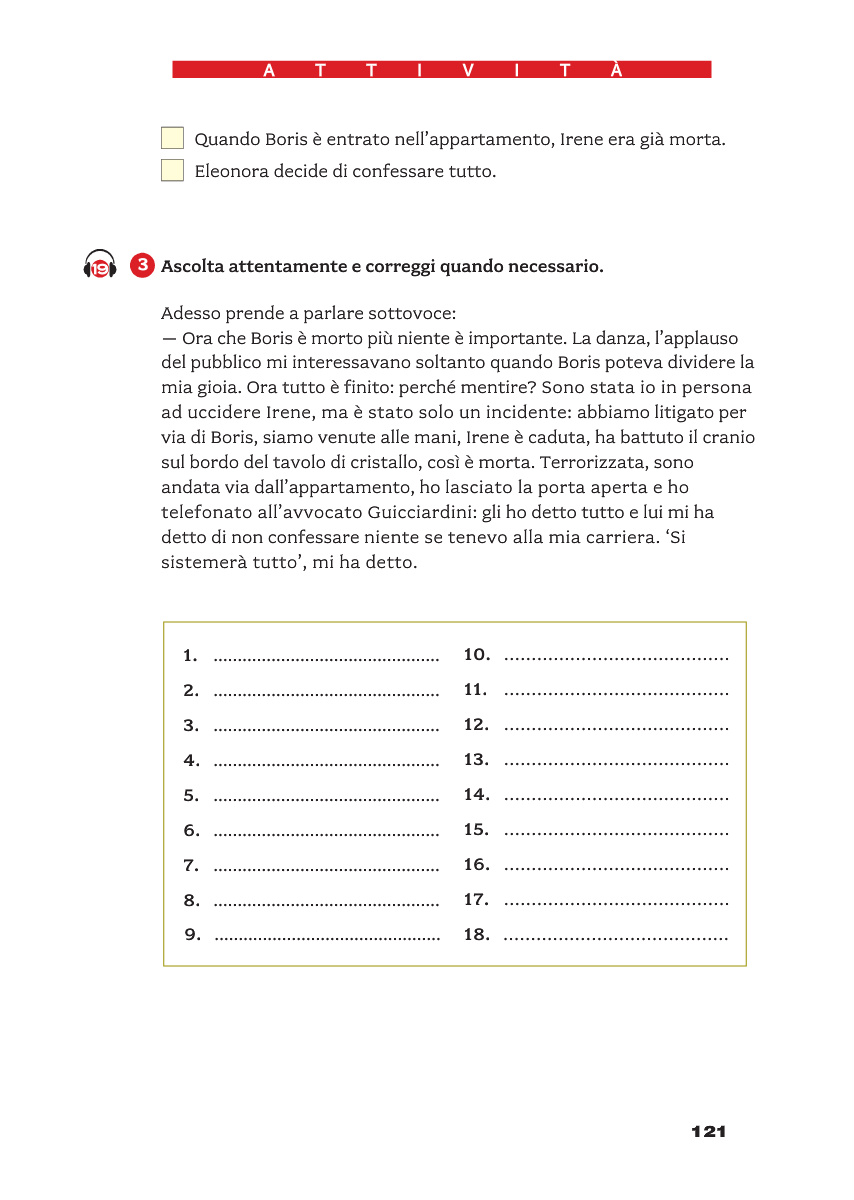 A T T I V I T À
Quando Boris è entrato nell'appartamento, Irene era già morta.
Eleonora decide di confessare tutto.
19 3 Ascolta attentamente e correggi quando necessario.
Adesso prende a parlare sottovoce:
— Ora che Boris è morto più niente è importante. La danza, l'applauso
del pubblico mi interessavano soltanto quando Boris poteva dividere la
mia gioia. Ora tutto è finito: perché mentire? Sono stata io in persona
ad uccidere Irene, ma è stato solo un incidente: abbiamo litigato per
via di Boris, siamo venute alle mani, Irene è caduta, ha battuto il cranio
sul bordo del tavolo di cristallo, così è morta. Terrorizzata, sono
andata via dall'appartamento, ho lasciato la porta aperta e ho
telefonato all'avvocato Guicciardini: gli ho detto tutto e lui mi ha
detto di non confessare niente se tenevo alla mia carriera. 'Si
sistemerà tutto', mi ha detto.
1. ................................................ 10. .........................................
2. ................................................ 11. .........................................
3. ................................................ 12. .........................................
4. ................................................ 13. .........................................
5. ................................................ 14. .........................................
6. ................................................ 15. .........................................
7. ................................................ 16. .........................................
8. ................................................ 17. .........................................
9. ................................................ 18. .........................................
121